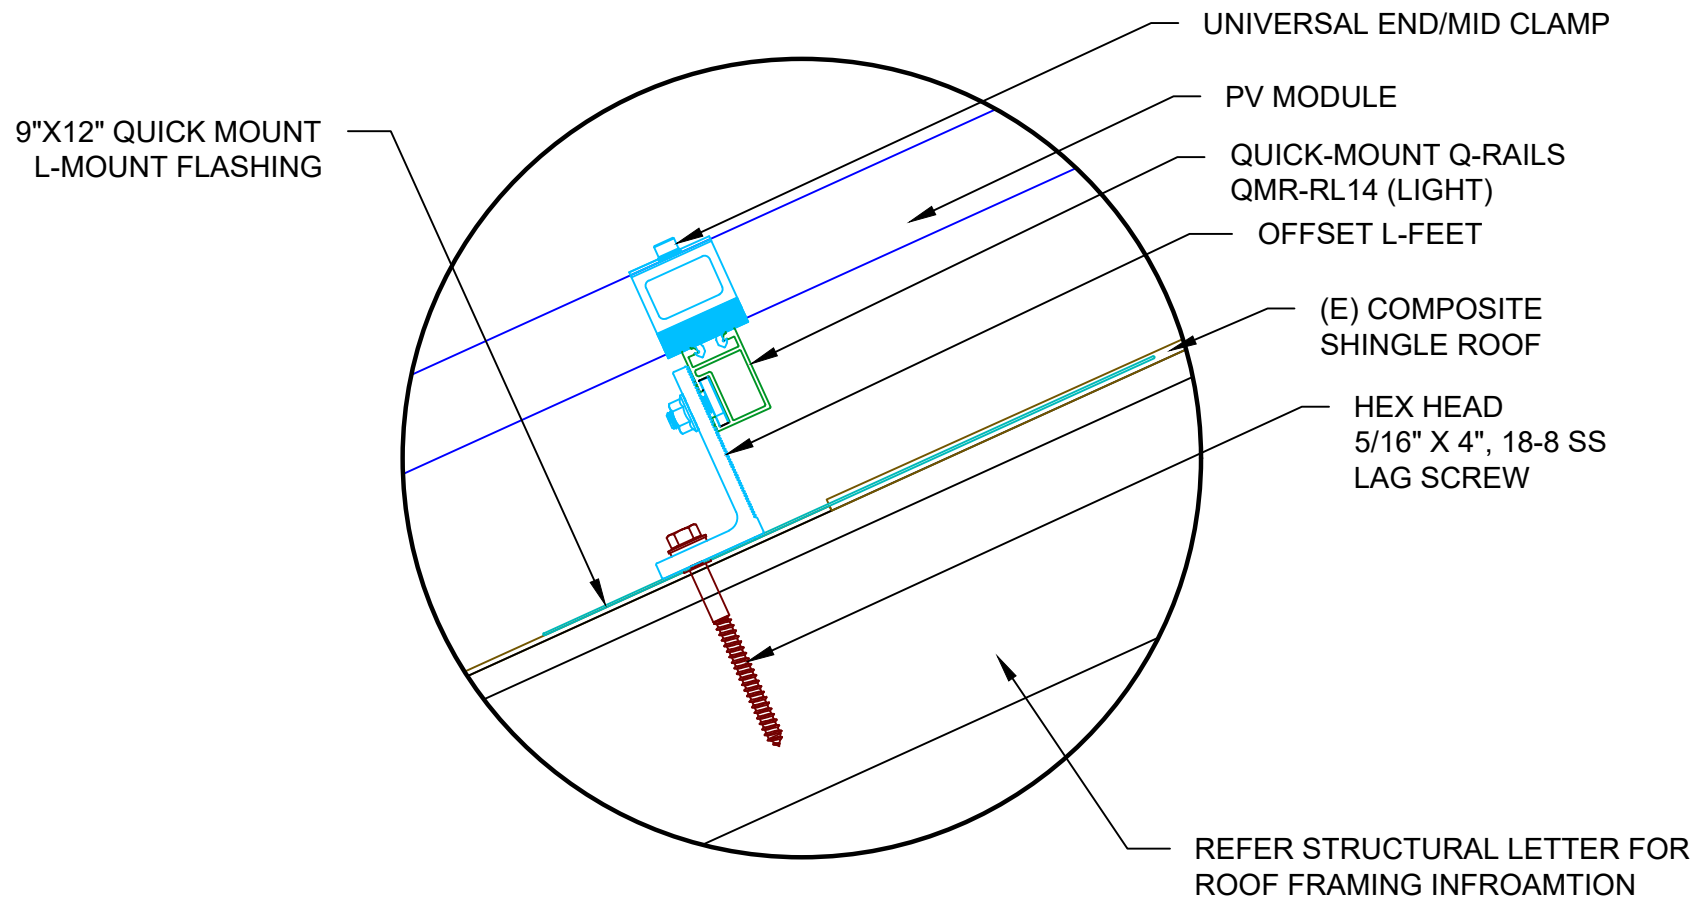 UNIVERSAL END/MID CLAMP
PV MODULE
9"X12" QUICK MOUNT
L-MOUNT FLASHING
QUICK-MOUNT Q-RAILS
QMR-RL14 (LIGHT)
OFFSET L-FEET
(E) COMPOSITE
SHINGLE ROOF
HEX HEAD
5/16" X 4", 18-8 SS
LAG SCREW
REFER STRUCTURAL LETTER FOR
ROOF FRAMING INFROAMTION